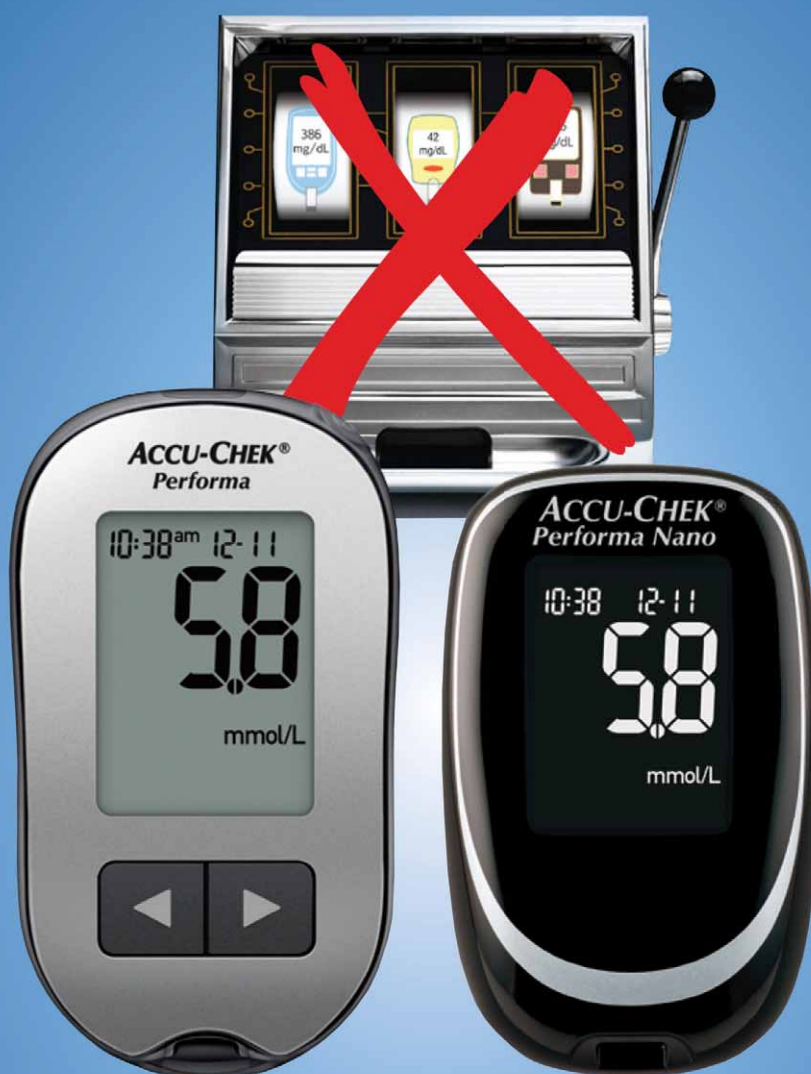 386
mg/dL
42
mg/dL
ACCU-CHEK®
Performa
10:38am 12-11
5.8
mmol/L
ACCU-CHEK®
Performa Nano
10:38 12-11
5.8
mmol/L